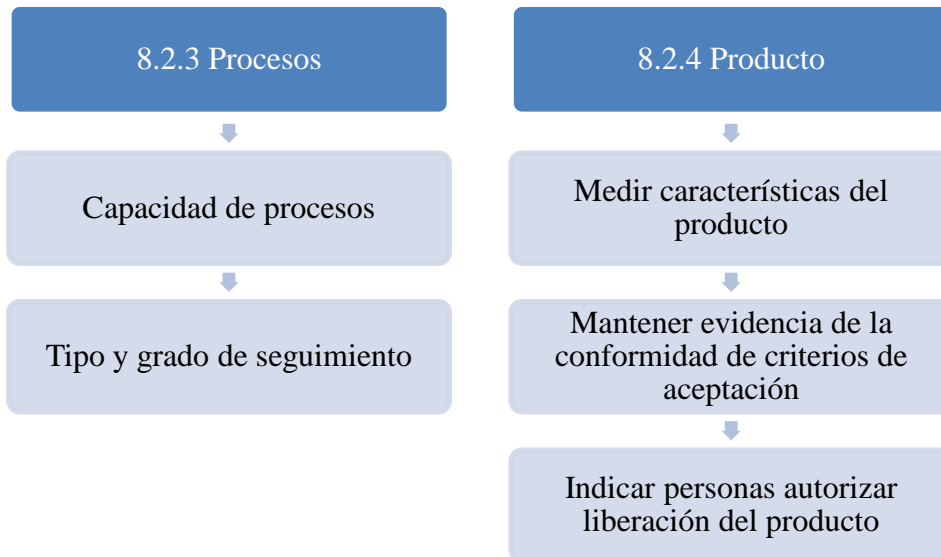 8.2.3 Procesos
Capacidad de procesos
Tipo y grado de seguimiento
8.2.4 Producto
Medir características del
producto
Mantener evidencia de la
conformidad de criterios de
aceptación
Indicar personas autorizar
liberación del producto